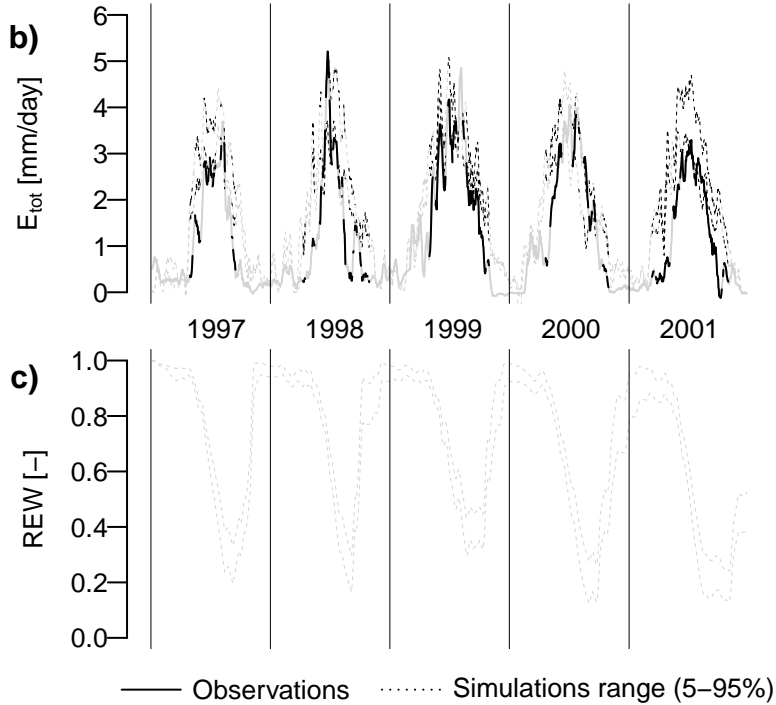 b)
E_tot [mm/day]
6
5
4
3
2
1
0
1997 1998 1999 2000 2001
c)
REW [−]
1.0
0.8
0.6
0.4
0.2
0.0
Observations Simulations range (5−95%)